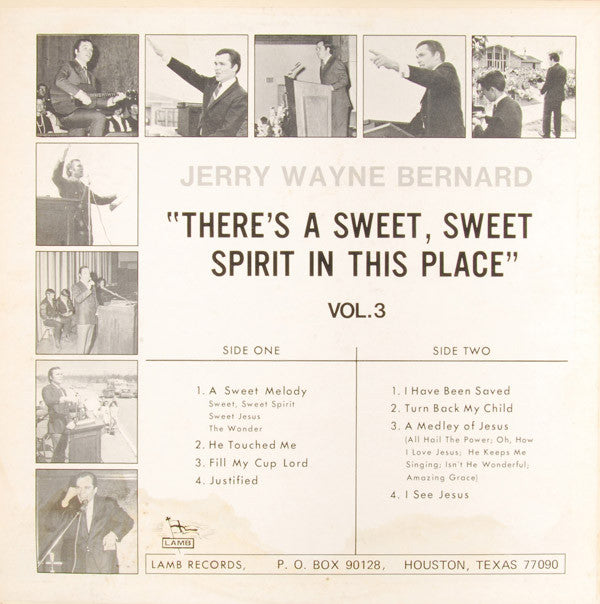 JERRY WAYNE BERNARD
"THERE'S A SWEET, SWEET
SPIRIT IN THIS PLACE"
VOL.3
SIDE ONE
1. A Sweet Melody
Sweet, Sweet Spirit
Sweet Jesus
The Wonder
2. He Touched Me
3. Fill My Cup Lord
4. Justified
SIDE TWO
1. I Have Been Saved
2. Turn Back My Child
3. A Medley of Jesus
(All Hail The Power; Oh, How
I Love Jesus; He Keeps Me
Singing; Isn't He Wonderful;
Amazing Grace)
4. I See Jesus
LAMB
LAMB RECORDS, P. O. BOX 90128, HOUSTON, TEXAS 77090